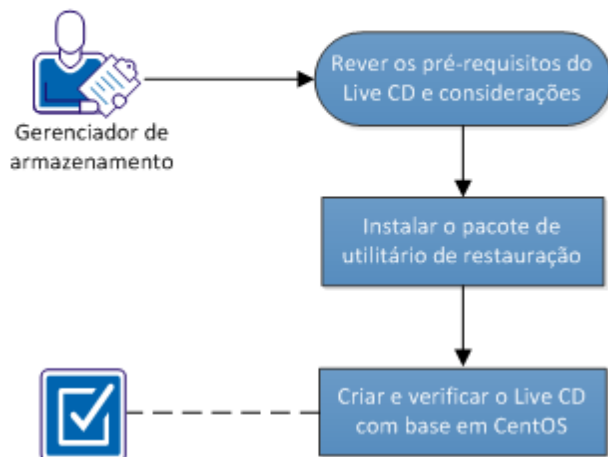 Gerenciador de
armazenamento
Rever os pré-requisitos do
Live CD e considerações
Instalar o pacote de
utilitário de restauração
Criar e verificar o Live CD
com base em CentOS